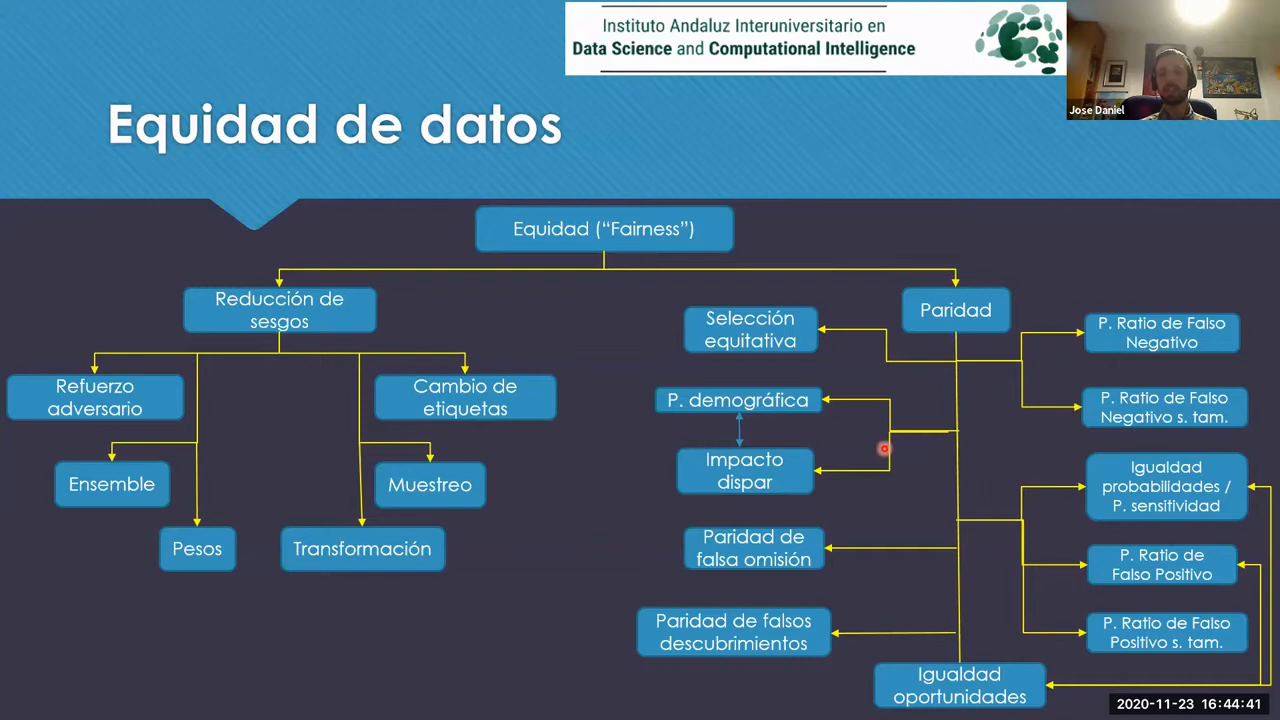 Instituto Andaluz Interuniversitario en
Data Science and Computational Intelligence
Jose Daniel
Equidad de datos
Equidad (“Fairness”)
Reducción de
sesgos
Refuerzo
adversario
Cambio de
etiquetas
Ensemble
Muestreo
Pesos
Transformación
Paridad
Selección
equitativa
P. demográfica
Impacto
dispar
Paridad de
falsa omisión
Paridad de falsos
descubrimientos
Igualdad
oportunidades
P. Ratio de Falso
Negativo
P. Ratio de Falso
Negativo s. tam.
Igualdad
probabilidades /
P. sensitividad
P. Ratio de
Falso Positivo
P. Ratio de Falso
Positivo s. tam.
2020-11-23 16:44:41